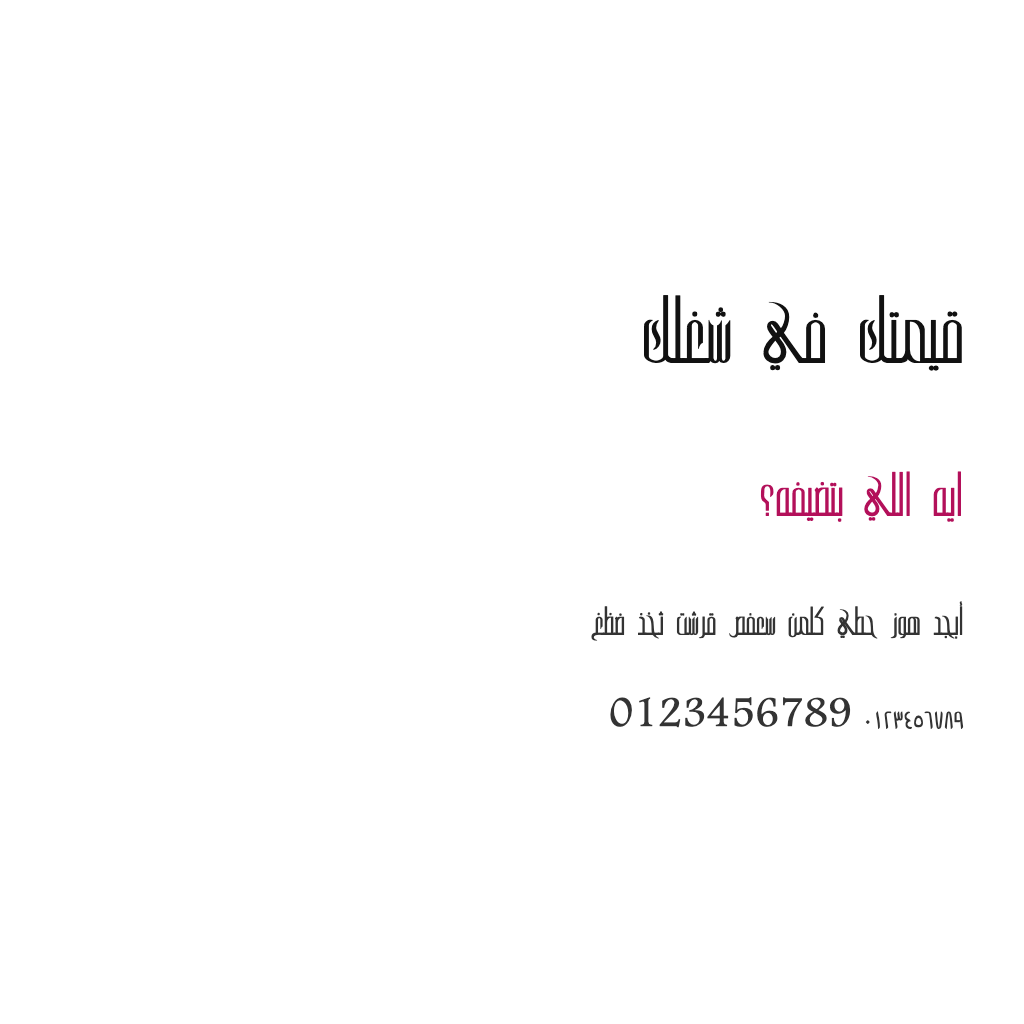 قيمتك في شغلك
ايه اللي بتضيفه؟
أبجد هوز حطي كلمن سعفص قرشت ثخذ ضظغ
٠١٢٣٤٥٦٧٨٩ 0123456789